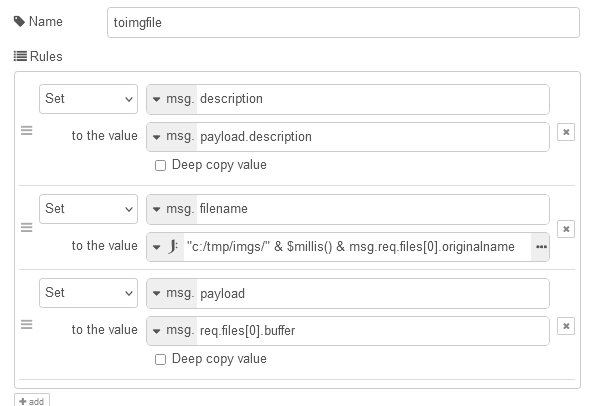 Name
toimgfile
Rules
Set
msg. description
to the value
msg. payload.description
Deep copy value
Set
msg. filename
to the value
J: "c:/tmp/imgs/" & $millis() & msg.req.files[0].originalname
Set
msg. payload
to the value
msg. req.files[0].buffer
Deep copy value
add